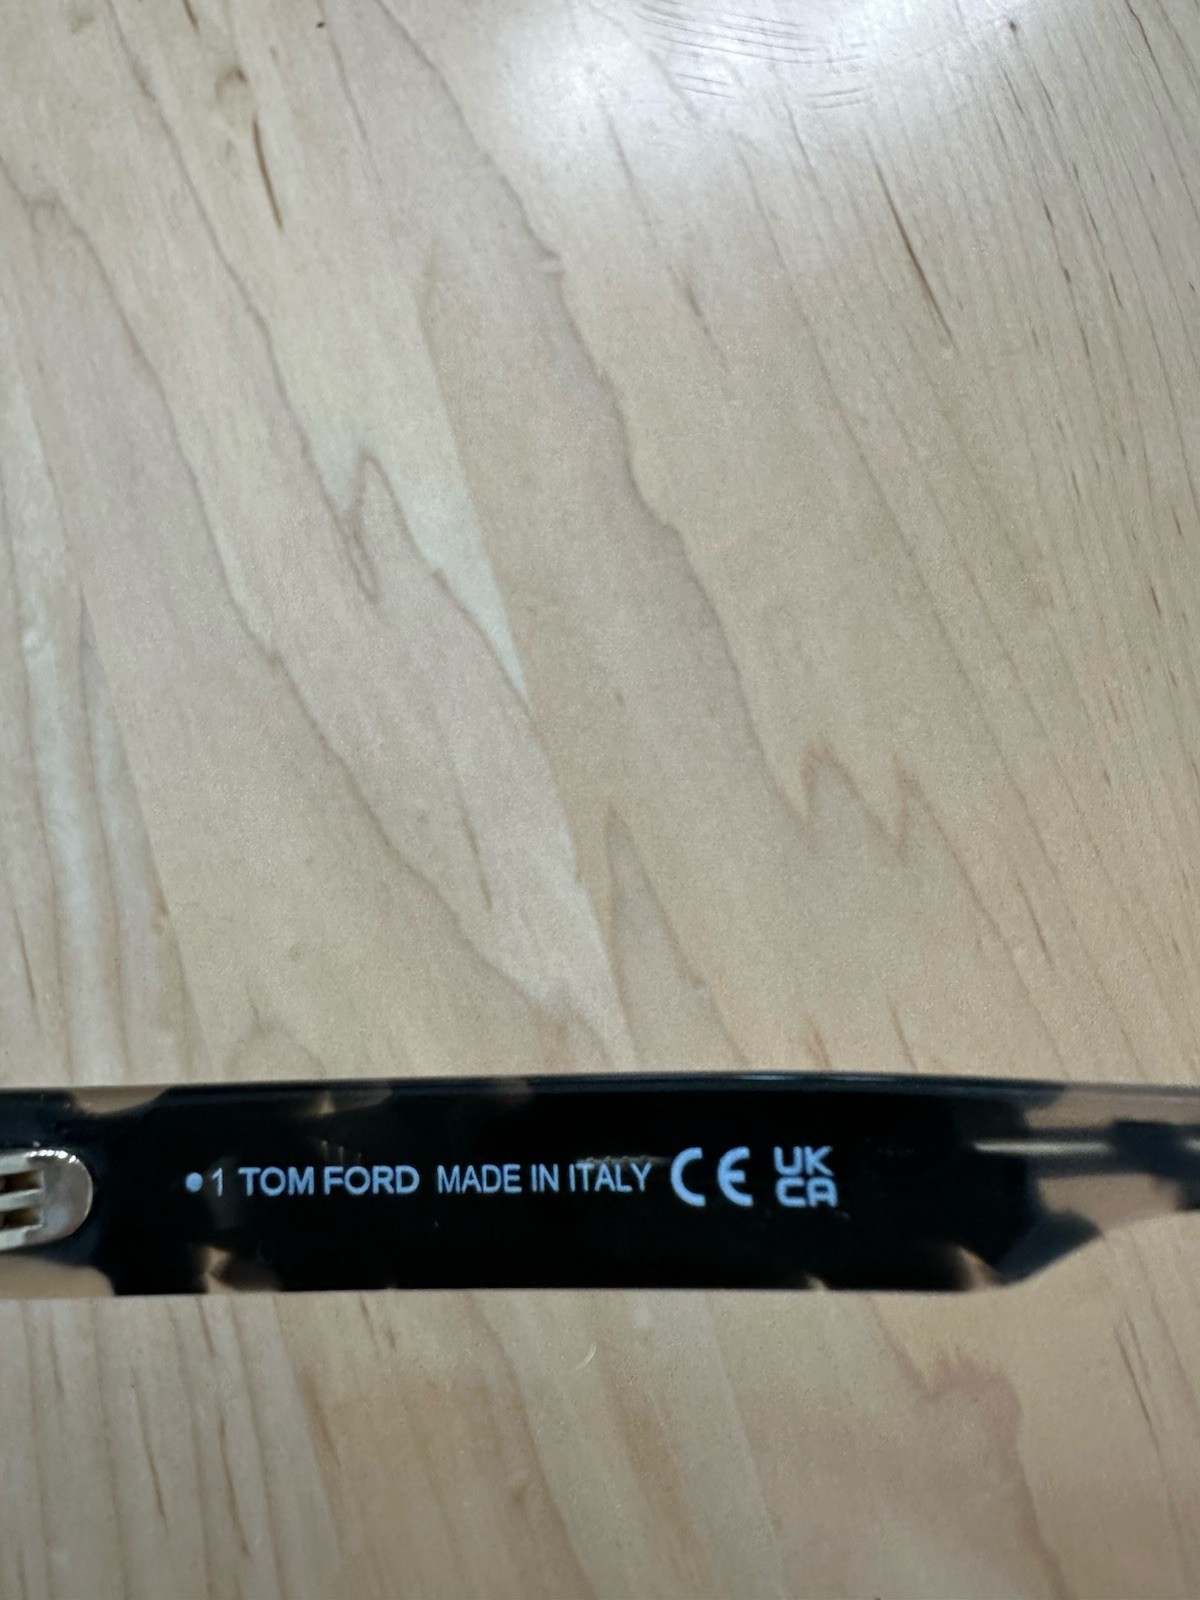 •1 TOM FORD MADE IN ITALY CE UK
CA